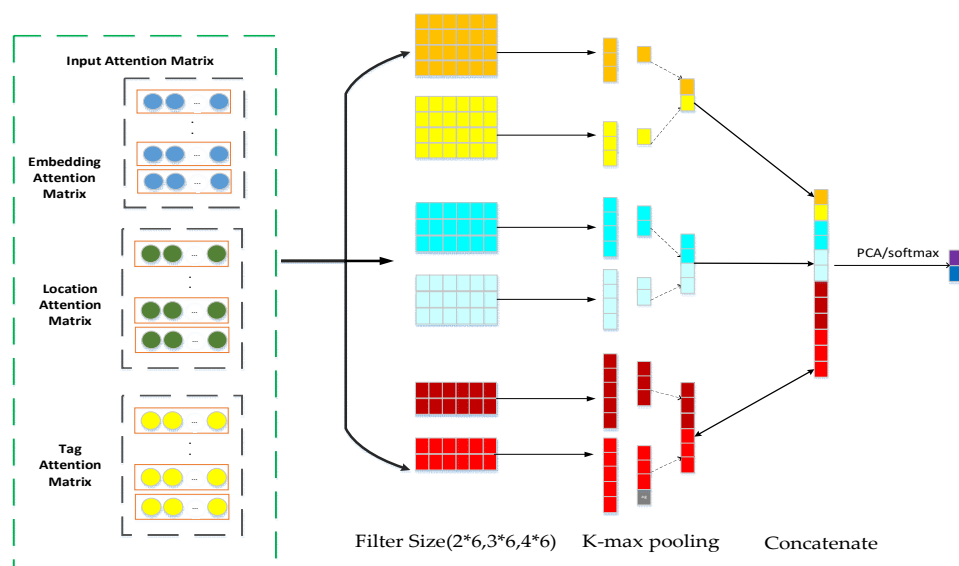 Input Attention Matrix
...
...
Embedding
Attention
Matrix
...
...
Location
Attention
Matrix
...
...
...
Tag
Attention
Matrix
...
...
PCA/softmax
Filter Size(2*6,3*6,4*6)
K-max pooling
Concatenate